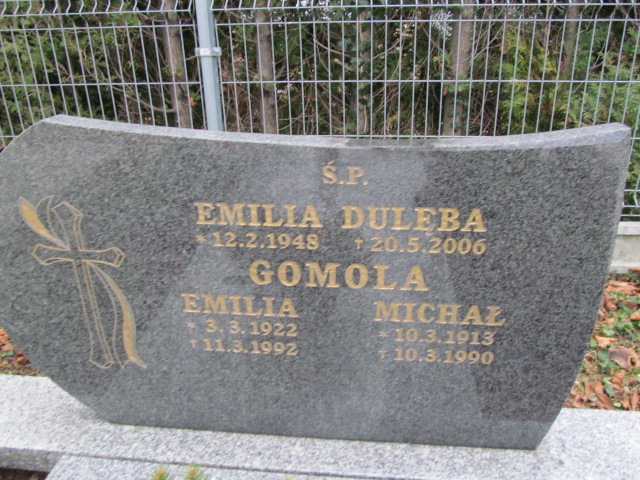 Ś.P.
EMILIA DULĘBA
* 12.2.1948 † 20.5.2006
GOMOLA
EMILIA MICHAŁ
* 3.3.1922 * 10.3.1913
† 11.3.1992 † 10.3.1990